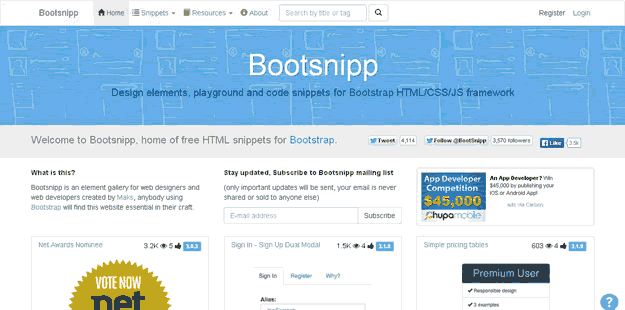 Bootsnipp Home Snippets Resources About Search by title or tag Register Login
Bootsnipp
Design elements, playground and code snippets for Bootstrap HTML/CSS/JS framework
Welcome to Bootsnipp, home of free HTML snippets for Bootstrap. Tweet 4,114 Follow @BootSnipp 3,570 followers Like 3.5k
What is this?
Bootsnipp is an element gallery for web designers and
web developers created by Maks, anybody using
Bootstrap will find this website essential in their craft.
Stay updated, Subscribe to Bootsnipp mailing list
(only important updates will be sent, your email is never
shared or sold to anyone else)
E-mail address Subscribe
App Developer
Competition
$45,000
Chupamobile
An App Developer? Win
$45,000 by publishing your
iOS or Android App!
ads via Carbon
Net Awards Nominee 3.2K 5 3.0.3
VOTE NOW
net
Sign in - Sign Up Dual Modal 1.5K 4 3.1.0
Sign In Register Why?
Alias:
Simple pricing tables 603 4 3.1.0
Premium User
Responsive design
3 examples
?